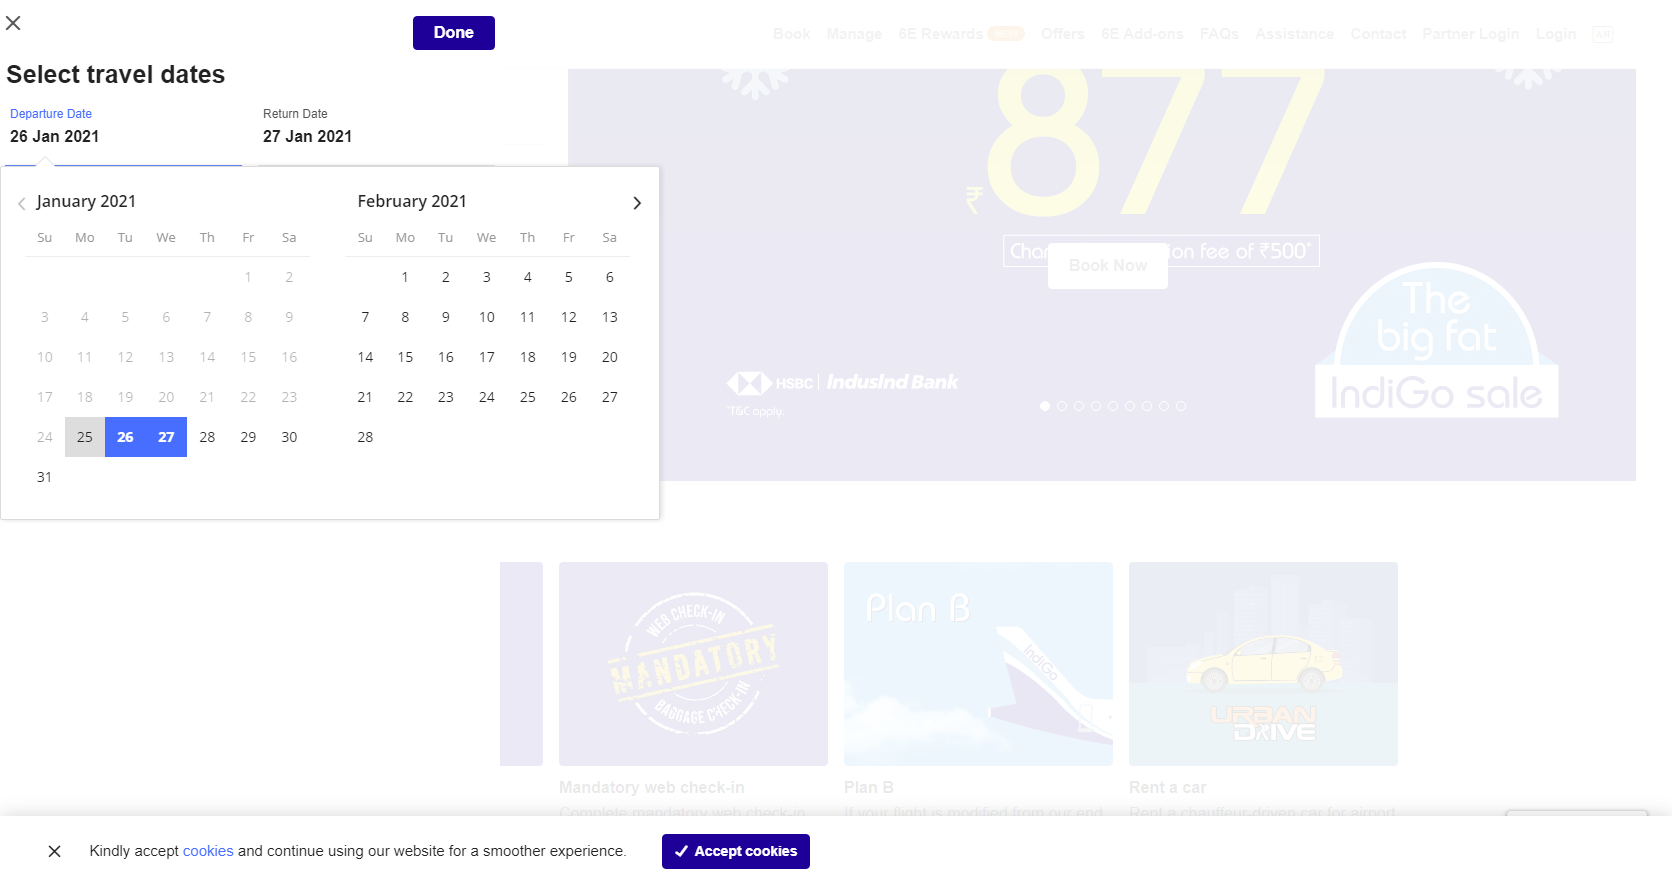 Done
Book Manage 6E Rewards Offers 6E Add-ons FAQs Assistance Contact Partner Login Login
Select travel dates
Departure Date Return Date
26 Jan 2021 27 Jan 2021
January 2021 February 2021
Su Mo Tu We Th Fr Sa Su Mo Tu We Th Fr Sa
1 2 1 2 3 4 5 6
3 4 5 6 7 8 9 7 8 9 10 11 12 13
10 11 12 13 14 15 16 14 15 16 17 18 19 20
17 18 19 20 21 22 23 21 22 23 24 25 26 27
24 25 26 27 28 29 30 28
31
₹877
ion fee of ₹500*
Book Now
The
big fat
IndiGo sale
HSBC | IndusInd Bank
*T&C apply.
WEB CHECK-IN
MANDATORY
BAGGAGE CHECK-IN
Plan B
IndiGo
URBAN
DRIVE
Mandatory web check-in Plan B Rent a car
Complete mandatory web check-in If your flight is modified from our end Rent a chauffeur-driven car for airport
Kindly accept cookies and continue using our website for a smoother experience. Accept cookies